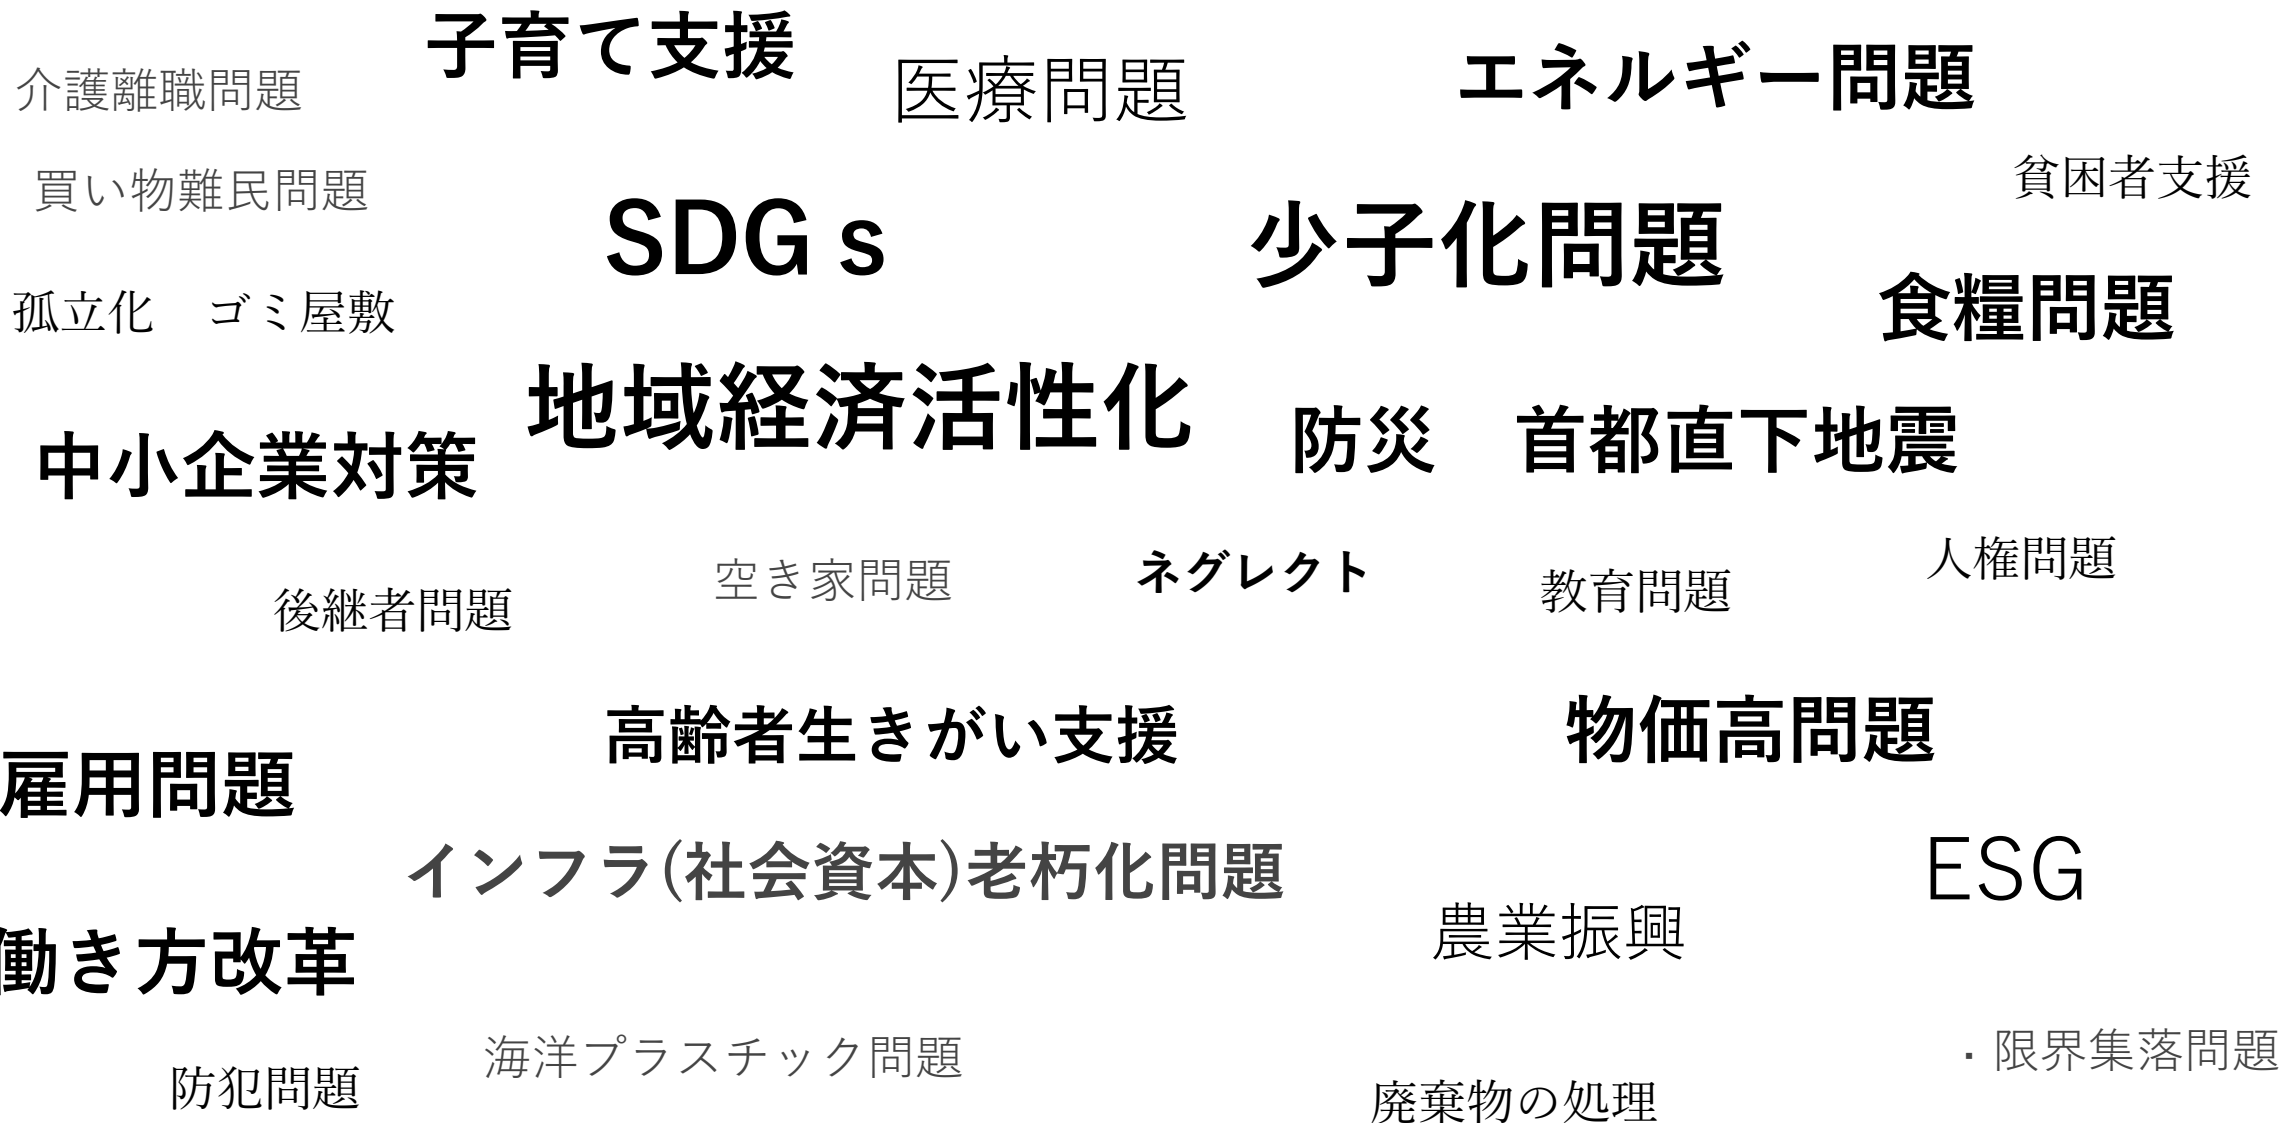 子育て支援
医療問題
エネルギー問題
介護離職問題
買い物難民問題
貧困者支援
SDGｓ
少子化問題
孤立化　ゴミ屋敷
食糧問題
地域経済活性化
防災　首都直下地震
中小企業対策
空き家問題
ネグレクト
教育問題
人権問題
後継者問題
高齢者生きがい支援
物価高問題
雇用問題
インフラ(社会資本)老朽化問題
ESG
農業振興
働き方改革
海洋プラスチック問題
・限界集落問題
防犯問題
廃棄物の処理